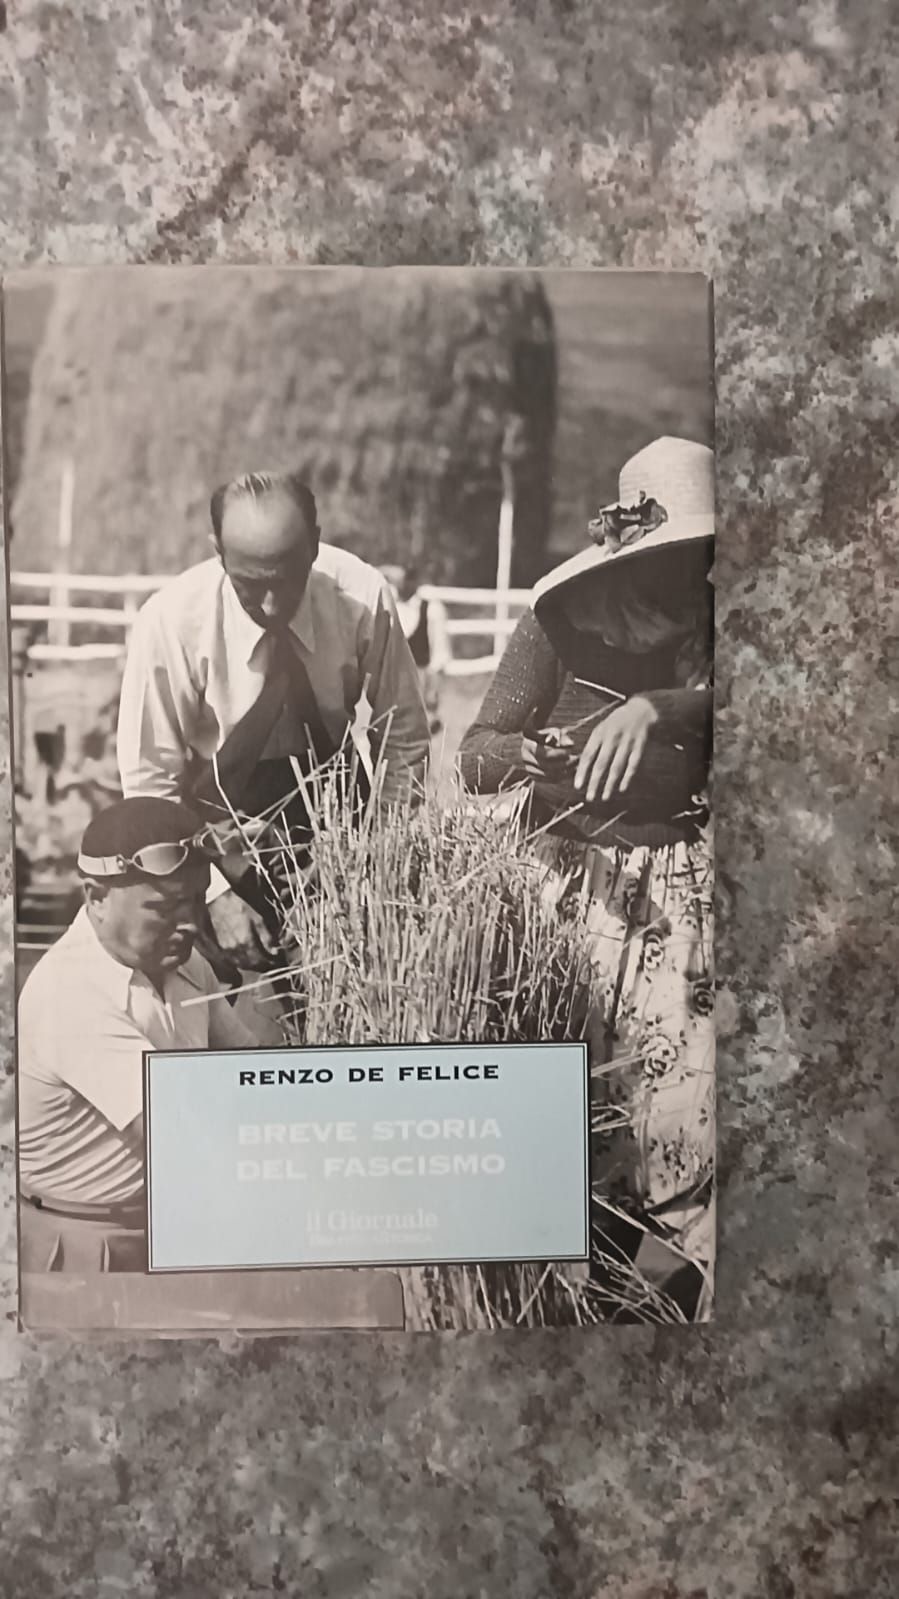 RENZO DE FELICE
BREVE STORIA
DEL FASCISMO
il Giornale